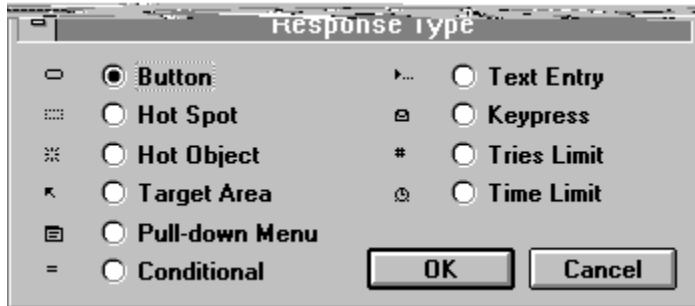 Response Type
Button
Hot Spot
Hot Object
Target Area
Pull-down Menu
= Conditional
▸... Text Entry
Keypress
# Tries Limit
Time Limit
OK
Cancel